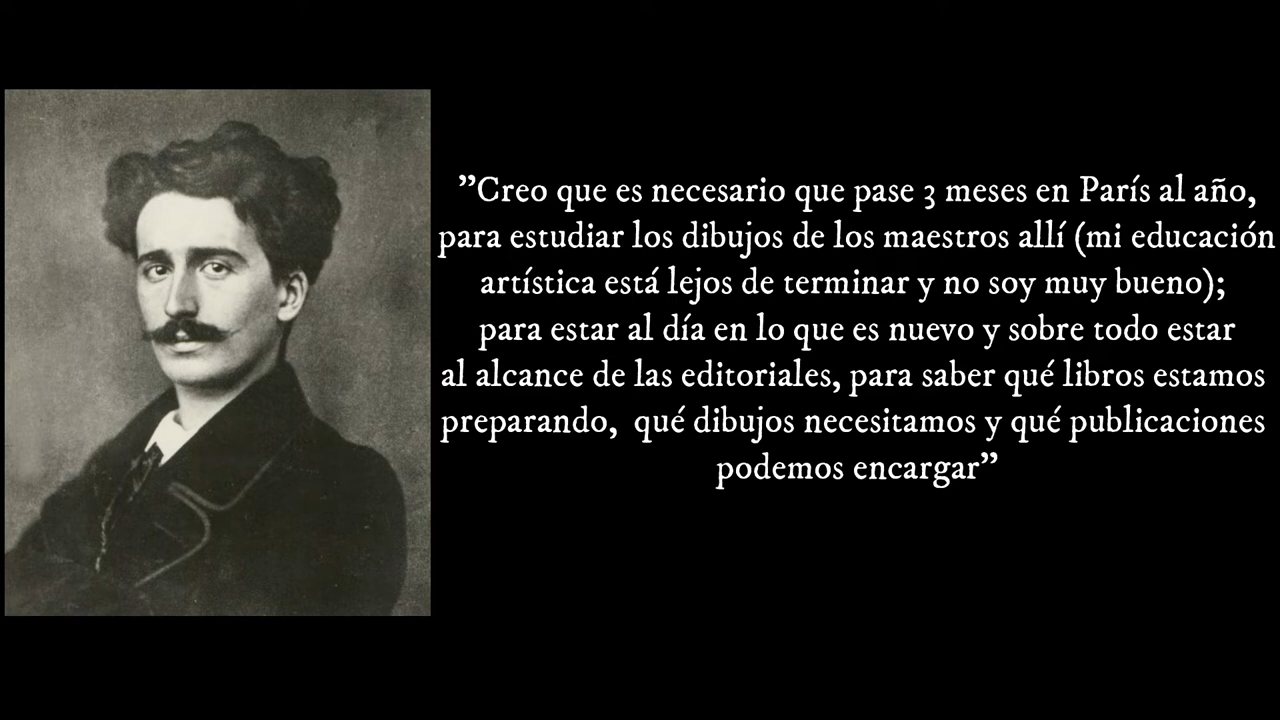 ”Creo que es necesario que pase 3 meses en París al año,
para estudiar los dibujos de los maestros allí (mi educación
artística está lejos de terminar y no soy muy bueno);
para estar al día en lo que es nuevo y sobre todo estar
al alcance de las editoriales, para saber qué libros estamos
preparando, qué dibujos necesitamos y qué publicaciones
podemos encargar”